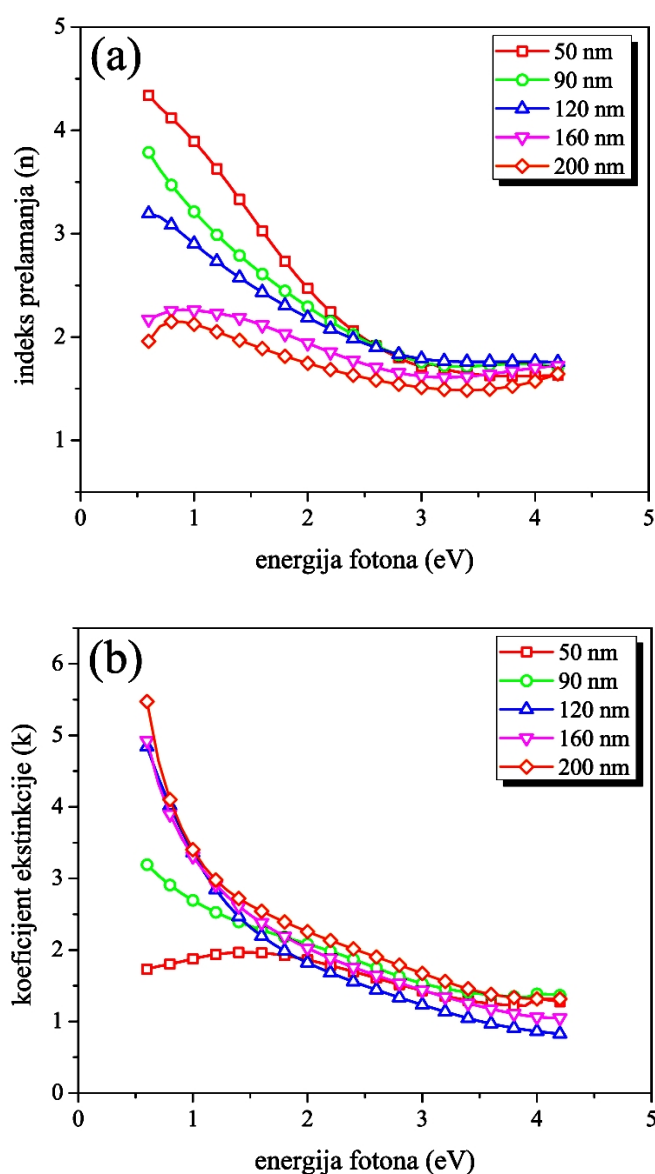 (a)
50 nm
90 nm
120 nm
160 nm
200 nm
indeks prelamanja (n)
5
4
3
2
1
0 1 2 3 4 5
energija fotona (eV)
(b)
50 nm
90 nm
120 nm
160 nm
200 nm
koeficijent ekstinkcije (k)
6
5
4
3
2
1
0
0 1 2 3 4 5
energija fotona (eV)